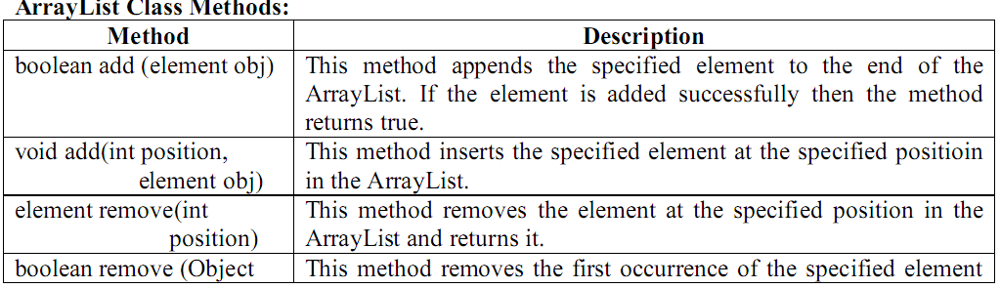 ArrayList Class Methods:
Method Description
boolean add (element obj) This method appends the specified element to the end of the
ArrayList. If the element is added successfully then the method
returns true.
void add(int position, This method inserts the specified element at the specified positioin
element obj) in the ArrayList.
element remove(int This method removes the element at the specified position in the
position) ArrayList and returns it.
boolean remove (Object This method removes the first occurrence of the specified element